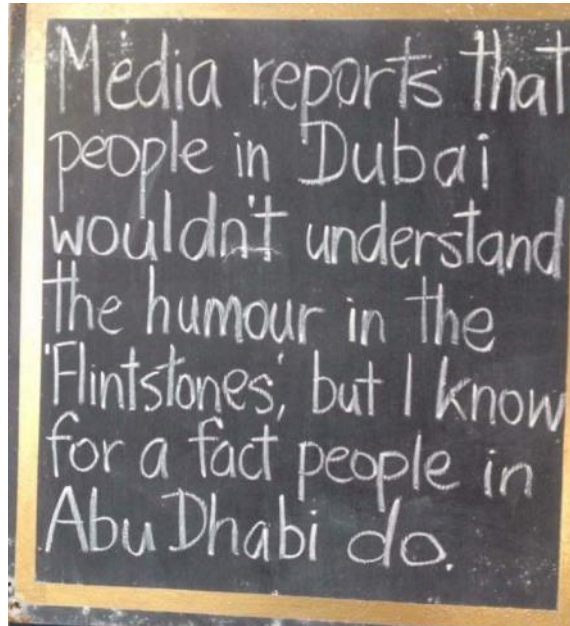 Media reports that
people in Dubai
wouldn't understand
the humour in the
'Flintstones', but I know
for a fact people in
Abu Dhabi do.